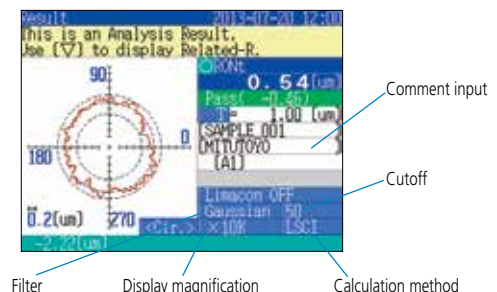 Result 2013-07-20 12:00
This is an Analysis Result.
Use [▽] to display Related-R.
90
○RONt
0.54[um]
Pass( -0.46)
T= 1.00 [um]
[SAMPLE_001
[MITUTOYO ]
[A1]
Comment input
180
0
270
0.2(um)
Limacon OFF
Gaussian 50
<Cir.> ×10K LSCI
-2.22[um]
Cutoff
Filter
Display magnification
Calculation method